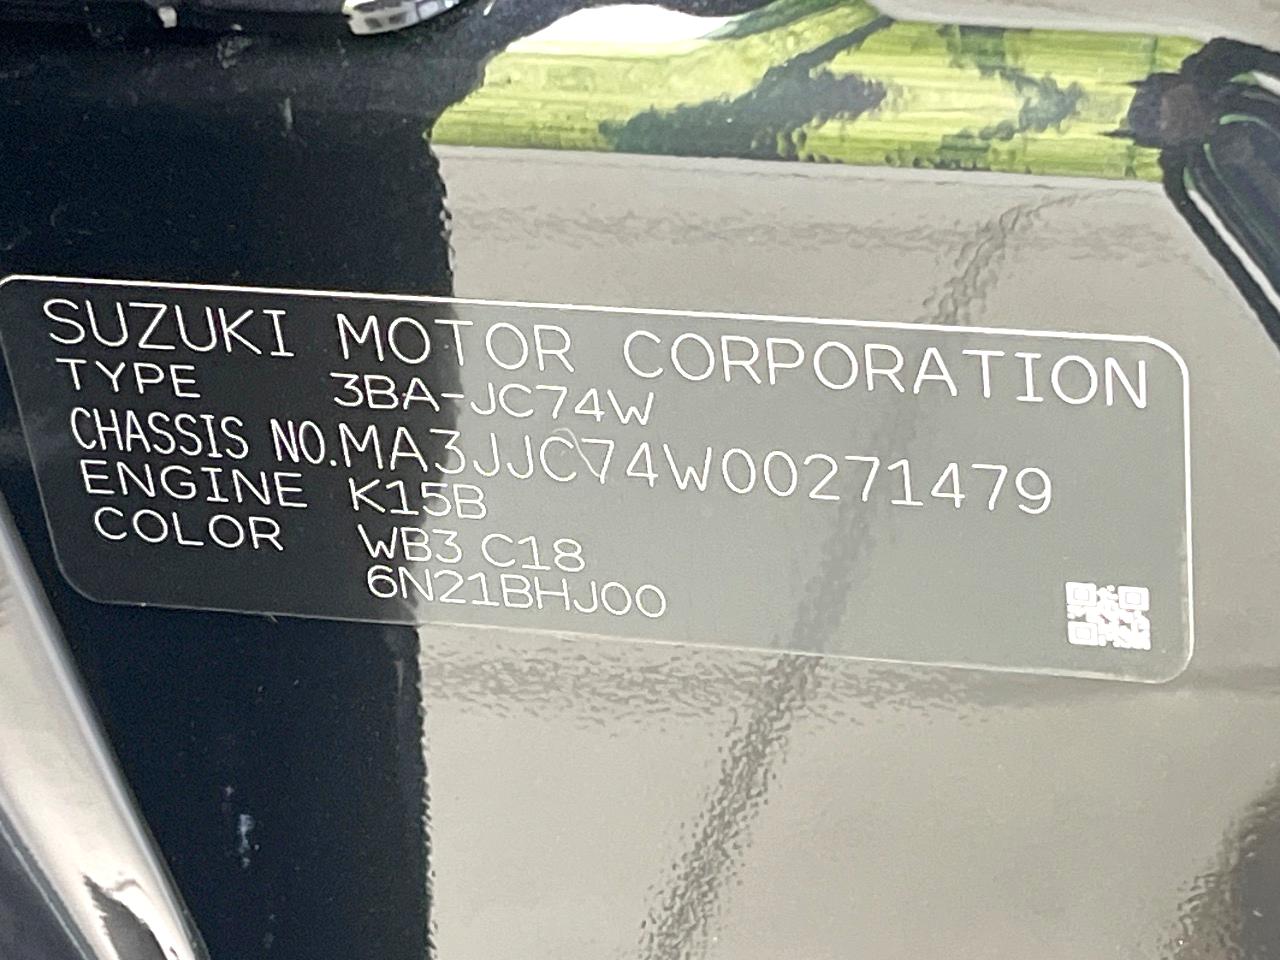 SUZUKI MOTOR CORPORATION
TYPE 3BA-JC74W
CHASSIS NO.MA3JJC74W00271479
ENGINE K15B
COLOR WB3 C18
6N21BHJ00